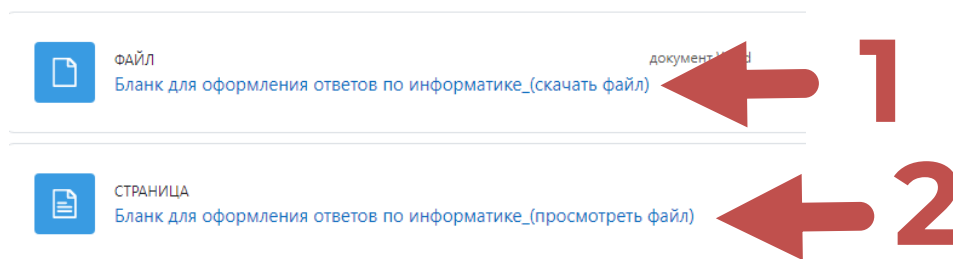 ФАЙЛ
документ
Бланк для оформления ответов по информатике_(скачать файл)
1
СТРАНИЦА
Бланк для оформления ответов по информатике_(просмотреть файл)
2